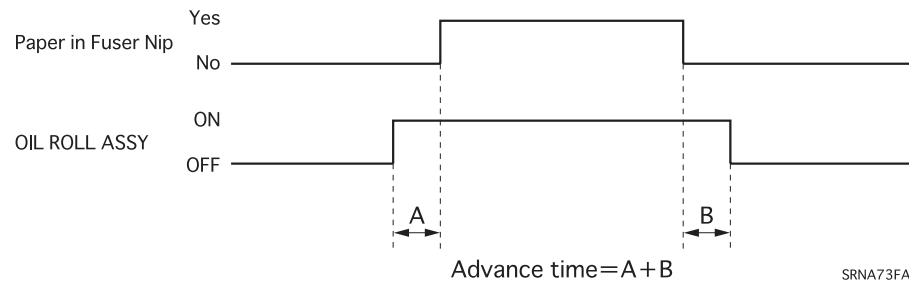 Yes
Paper in Fuser Nip
No
ON
OIL ROLL ASSY
OFF
A
B
Advance time=A+B
SRNA73FA